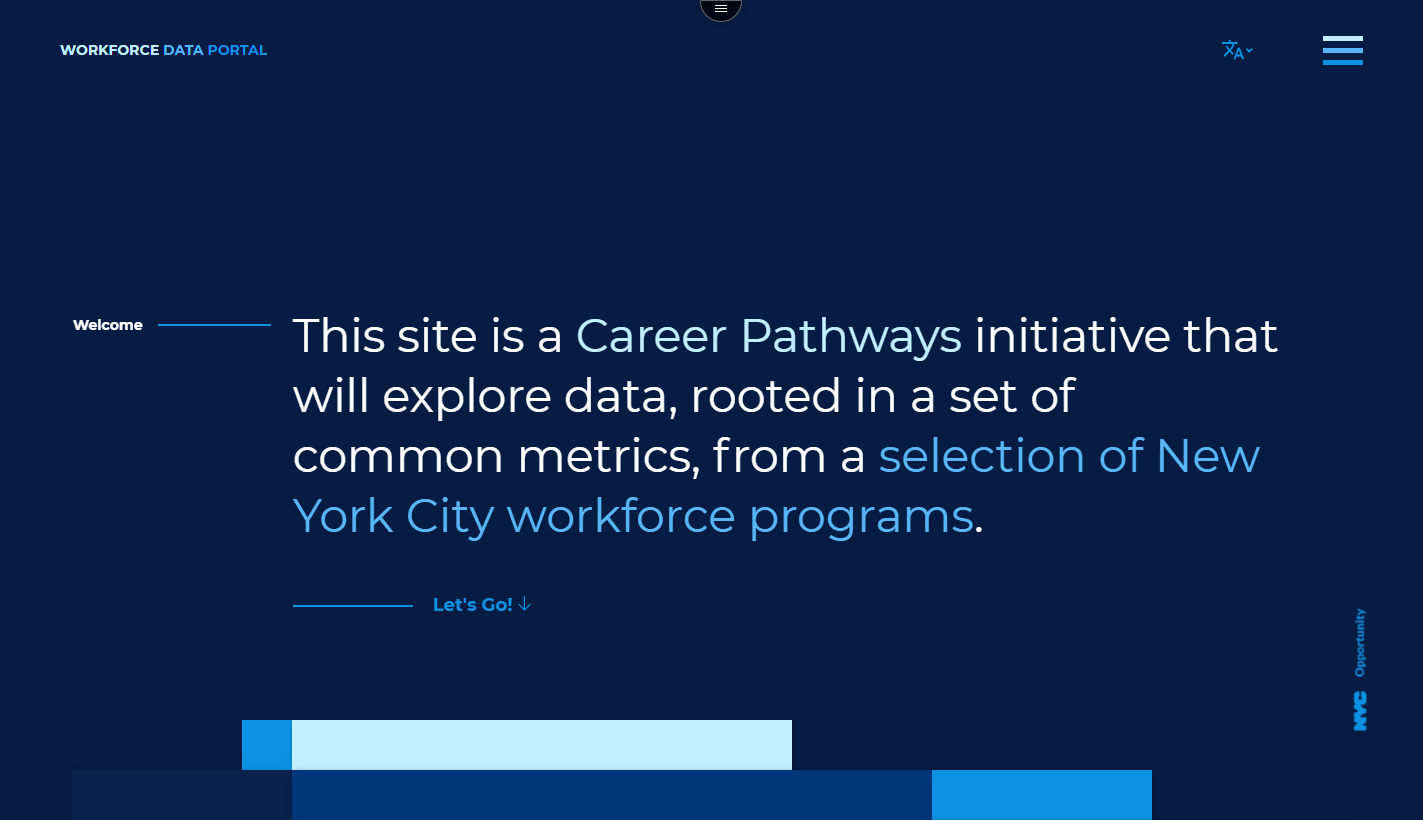 WORKFORCE DATA PORTAL
Welcome
This site is a Career Pathways initiative that
will explore data, rooted in a set of
common metrics, from a selection of New
York City workforce programs.
Let's Go!
NYC Opportunity